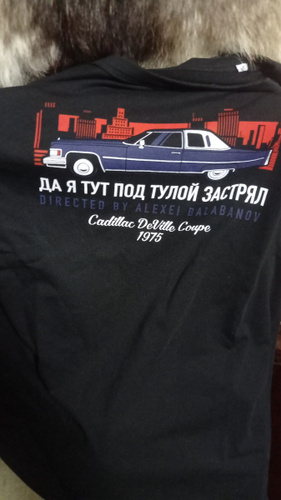 ДА Я ТУТ ПОД ТУЛОЙ ЗАСТРЯЛ
DIRECTED BY ALEXEI BALABANOV
Cadillac DeVille Coupe
1975